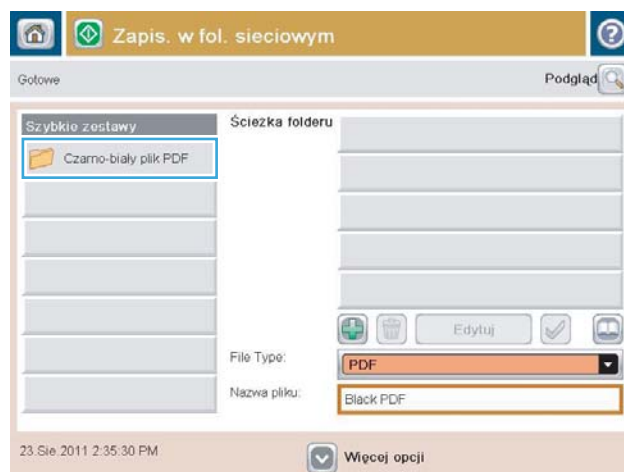 Zapis. w fol. sieciowym
Gotowe
Podgląd
Szybkie zestawy
Ścieżka folderu
Czarno-biały plik PDF
Edytuj
File Type:
PDF
Nazwa pliku:
Black PDF
23.Sie.2011 2:35:30 PM
Więcej opcji